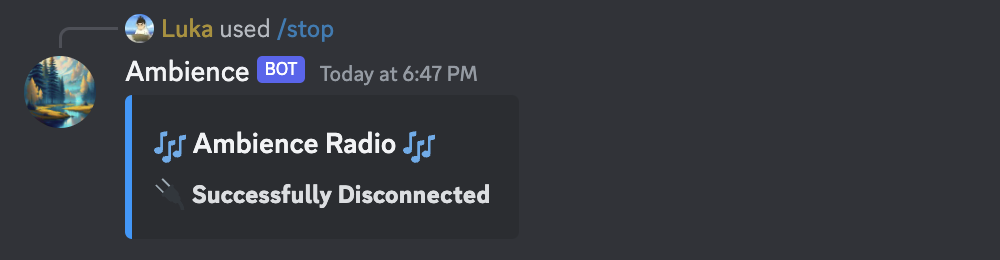 Luka used /stop
Ambience BOT Today at 6:47 PM
🎶 Ambience Radio 🎶
🔌 Successfully Disconnected